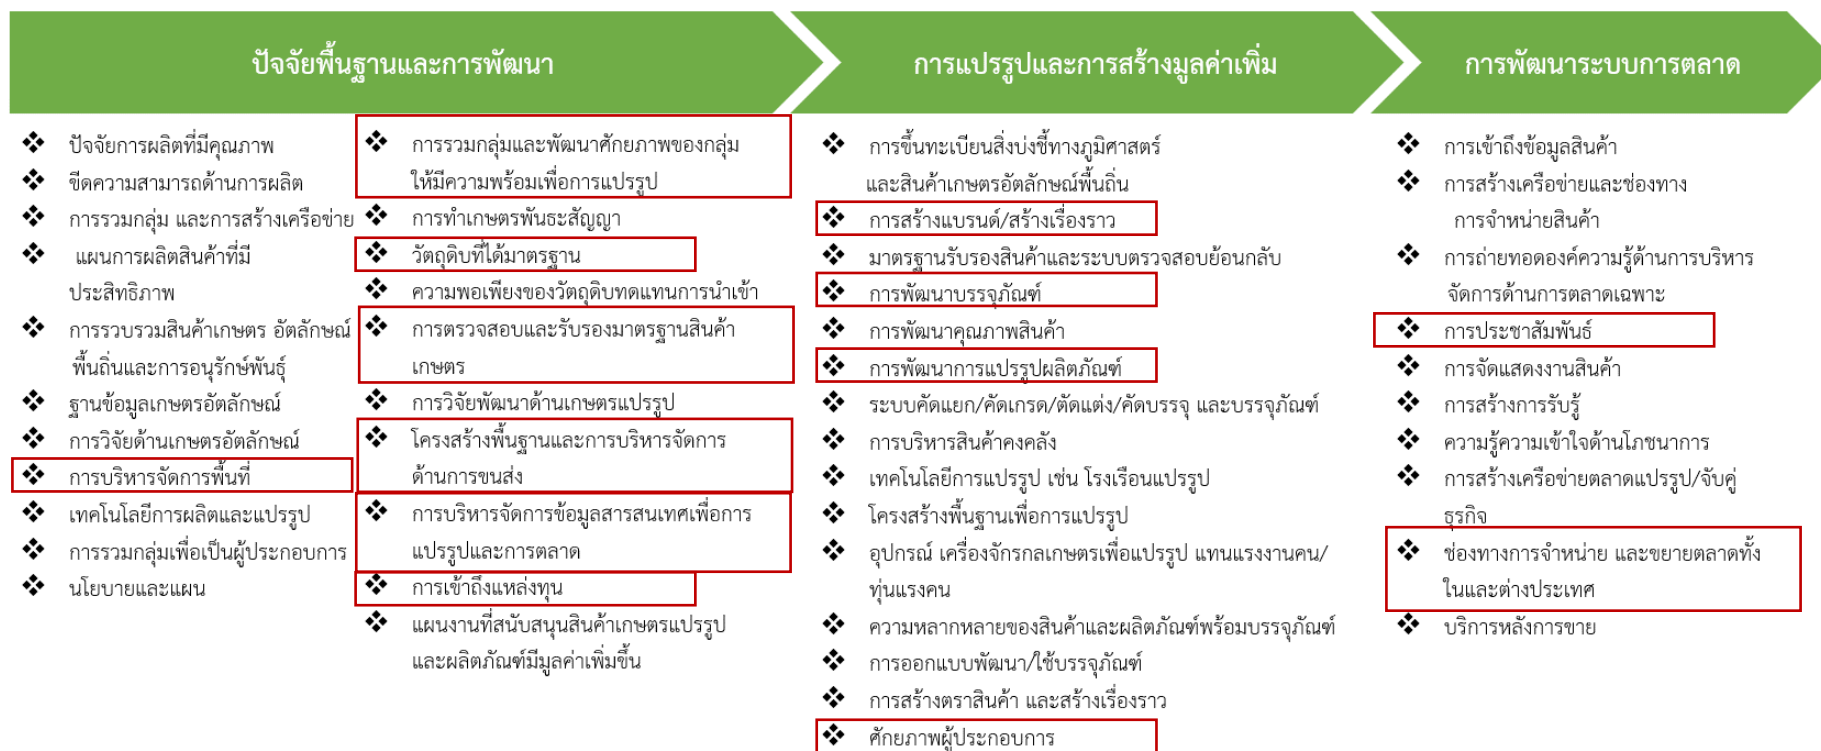 ปัจจัยพื้นฐานและการพัฒนา
การแปรรูปและการสร้างมูลค่าเพิ่ม
การพัฒนาระบบการตลาด
ปัจจัยการผลิตที่มีคุณภาพ
ขีดความสามารถด้านการผลิต
การรวมกลุ่ม และการสร้างเครือข่าย
แผนการผลิตสินค้าที่มี
ประสิทธิภาพ
การรวบรวมสินค้าเกษตร อัตลักษณ์
พื้นถิ่นและการอนุรักษ์พันธุ์
ฐานข้อมูลเกษตรอัตลักษณ์
การวิจัยด้านเกษตรอัตลักษณ์
การบริหารจัดการพื้นที่
เทคโนโลยีการผลิตและแปรรูป
การรวมกลุ่มเพื่อเป็นผู้ประกอบการ
นโยบายและแผน
การรวมกลุ่มและพัฒนาศักยภาพของกลุ่ม
ให้มีความพร้อมเพื่อการแปรรูป
การทำเกษตรพันธะสัญญา
วัตถุดิบที่ได้มาตรฐาน
ความพอเพียงของวัตถุดิบทดแทนการนำเข้า
การตรวจสอบและรับรองมาตรฐานสินค้า
เกษตร
การวิจัยพัฒนาด้านเกษตรแปรรูป
โครงสร้างพื้นฐานและการบริหารจัดการ
ด้านการขนส่ง
การบริหารจัดการข้อมูลสารสนเทศเพื่อการ
แปรรูปและการตลาด
การเข้าถึงแหล่งทุน
แผนงานที่สนับสนุนสินค้าเกษตรแปรรูป
และผลิตภัณฑ์มีมูลค่าเพิ่มขึ้น
การขึ้นทะเบียนสิ่งบ่งชี้ทางภูมิศาสตร์
และสินค้าเกษตรอัตลักษณ์พื้นถิ่น
การสร้างแบรนด์/สร้างเรื่องราว
มาตรฐานรับรองสินค้าและระบบตรวจสอบย้อนกลับ
การพัฒนาบรรจุภัณฑ์
การพัฒนาคุณภาพสินค้า
การพัฒนาการแปรรูปผลิตภัณฑ์
ระบบคัดแยก/คัดเกรด/ตัดแต่ง/คัดบรรจุ และบรรจุภัณฑ์
การบริหารสินค้าคงคลัง
เทคโนโลยีการแปรรูป เช่น โรงเรือนแปรรูป
โครงสร้างพื้นฐานเพื่อการแปรรูป
อุปกรณ์ เครื่องจักรกลเกษตรเพื่อแปรรูป แทนแรงงานคน/
ทุ่นแรงคน
ความหลากหลายของสินค้าและผลิตภัณฑ์พร้อมบรรจุภัณฑ์
การออกแบบพัฒนา/ใช้บรรจุภัณฑ์
การสร้างตราสินค้า และสร้างเรื่องราว
ศักยภาพผู้ประกอบการ
การเข้าถึงข้อมูลสินค้า
การสร้างเครือข่ายและช่องทาง
การจำหน่ายสินค้า
การถ่ายทอดองค์ความรู้ด้านการบริหาร
จัดการด้านการตลาดเฉพาะ
การประชาสัมพันธ์
การจัดแสดงงานสินค้า
การสร้างการรับรู้
ความรู้ความเข้าใจด้านโภชนาการ
การสร้างเครือข่ายตลาดแปรรูป/จับคู่
ธุรกิจ
ช่องทางการจำหน่าย และขยายตลาดทั้ง
ในและต่างประเทศ
บริการหลังการขาย